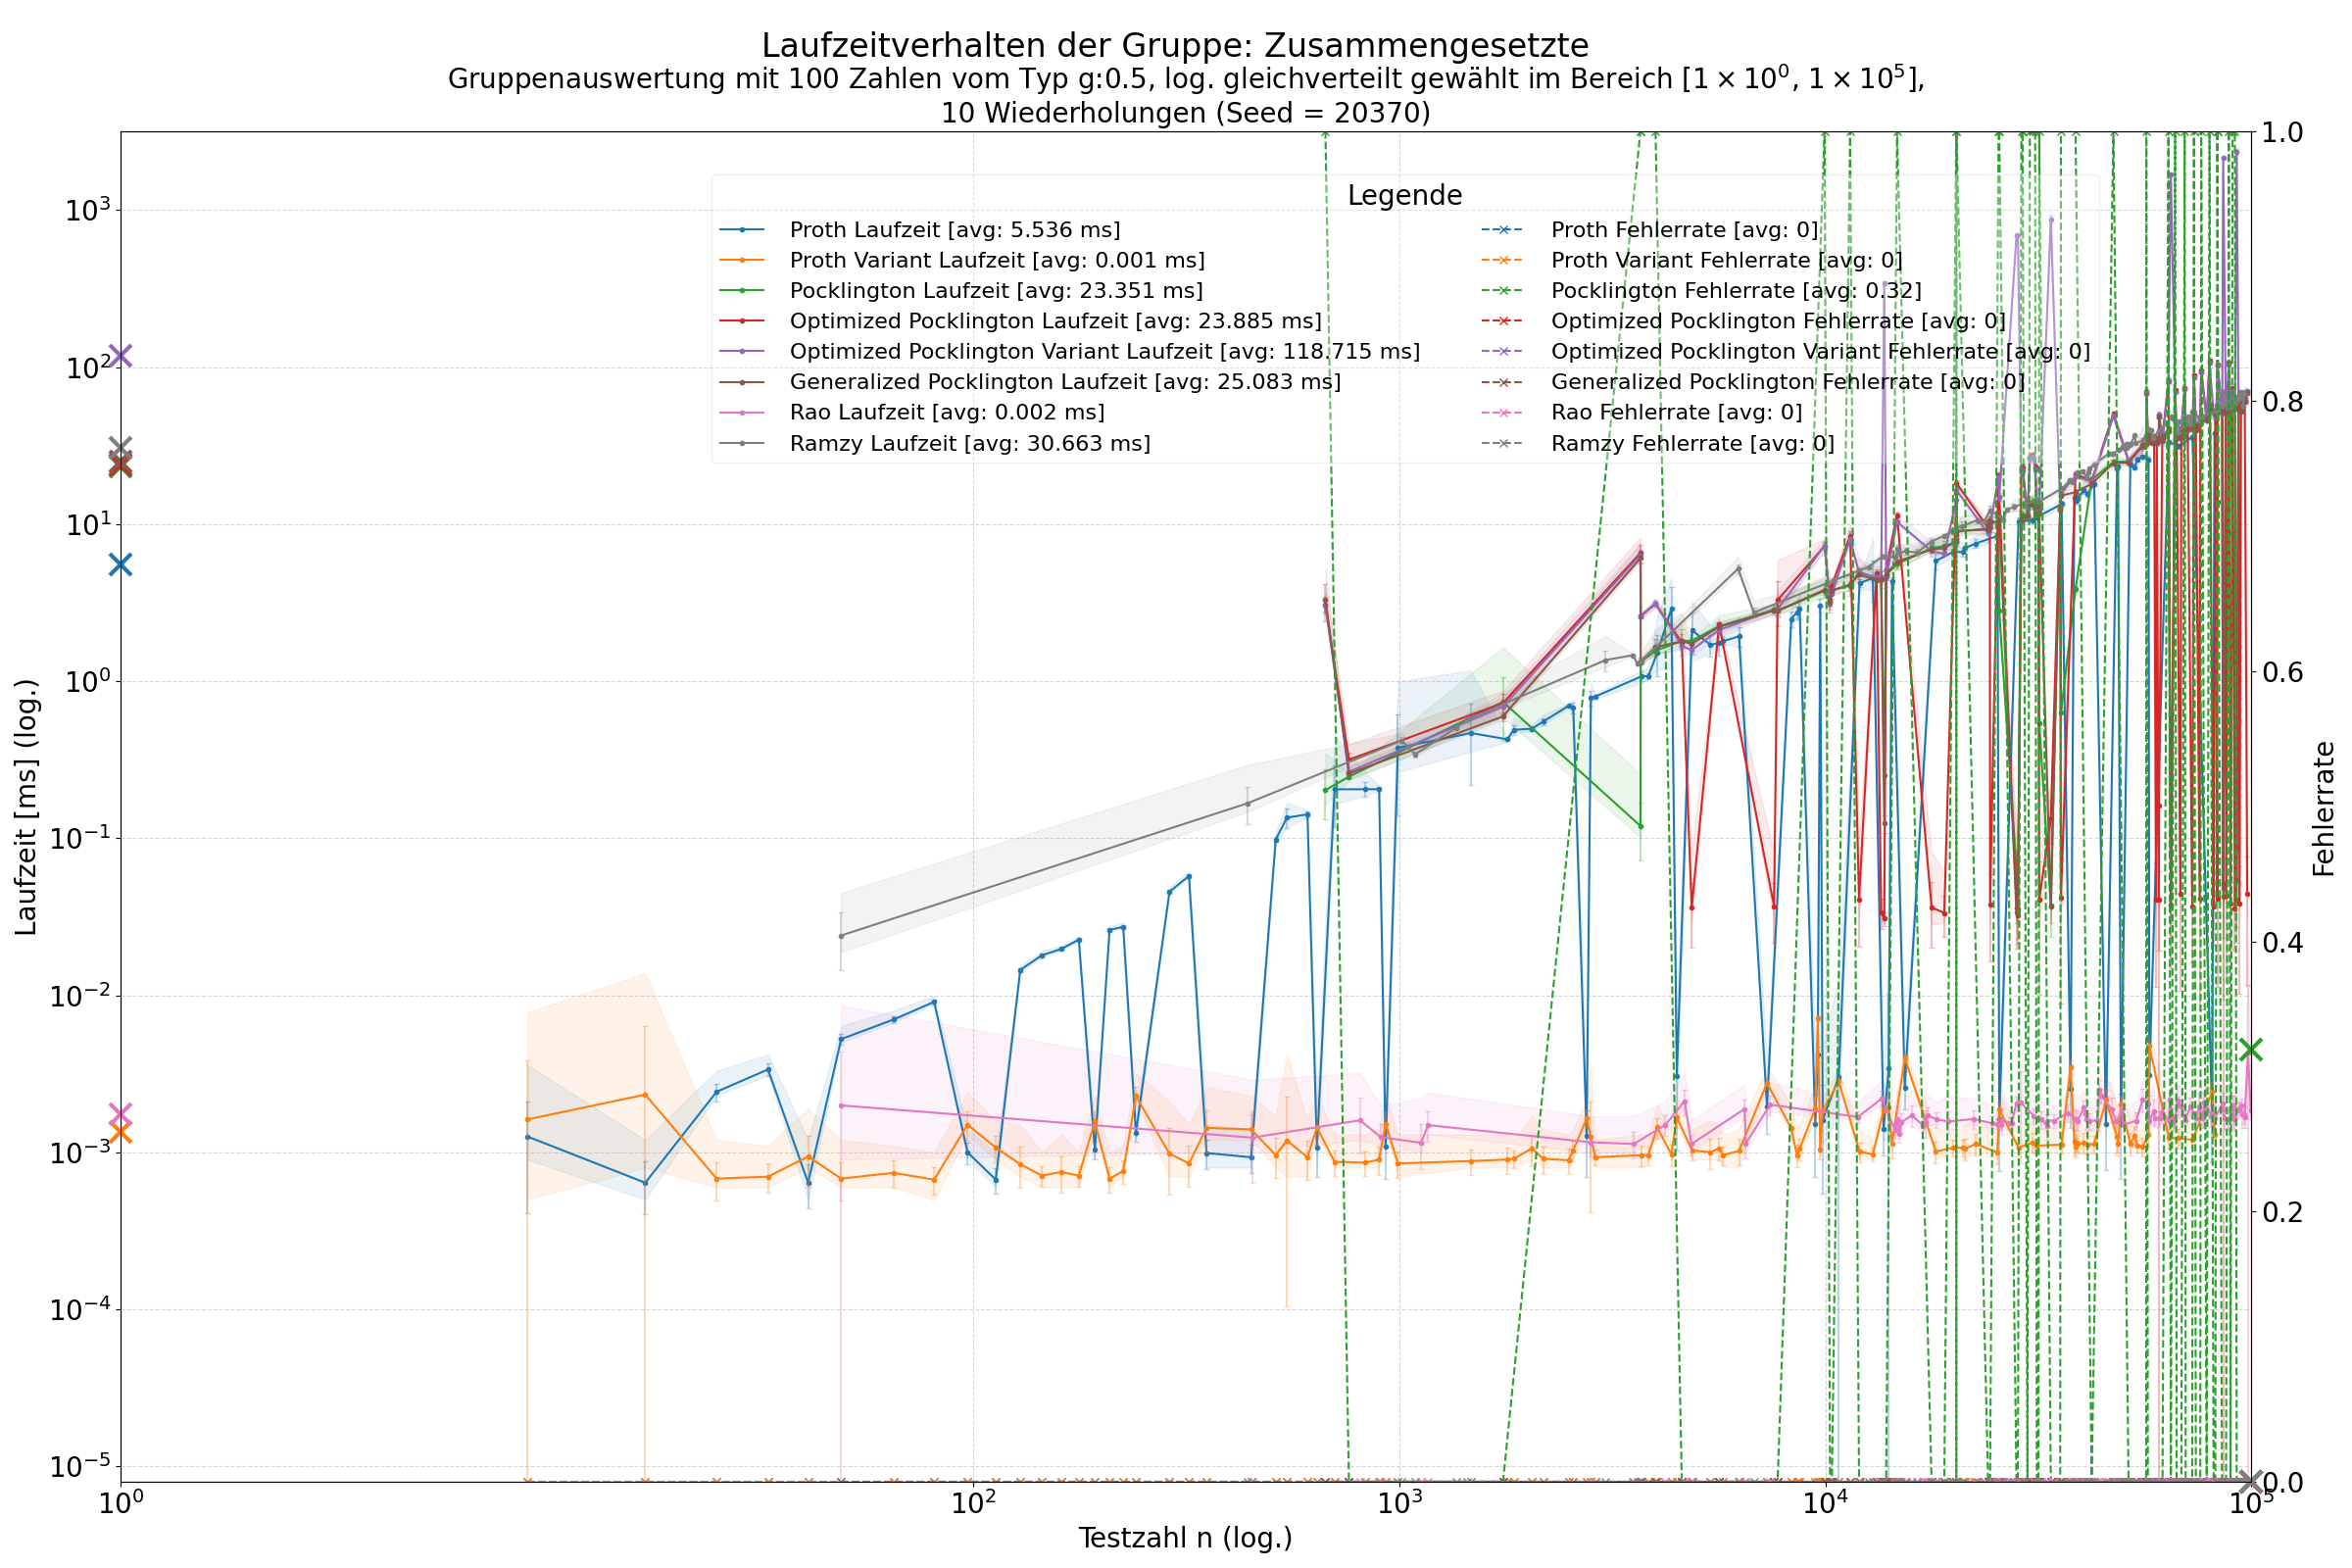 Laufzeitverhalten der Gruppe: Zusammengesetzte
Gruppenauswertung mit 100 Zahlen vom Typ g:0.5, log. gleichverteilt gewählt im Bereich [1 × 10⁰, 1 × 10⁵],
10 Wiederholungen (Seed = 20370)
Legende
Proth Laufzeit [avg: 5.536 ms]
Proth Variant Laufzeit [avg: 0.001 ms]
Pocklington Laufzeit [avg: 23.351 ms]
Optimized Pocklington Laufzeit [avg: 23.885 ms]
Optimized Pocklington Variant Laufzeit [avg: 118.715 ms]
Generalized Pocklington Laufzeit [avg: 25.083 ms]
Rao Laufzeit [avg: 0.002 ms]
Ramzy Laufzeit [avg: 30.663 ms]
Proth Fehlerrate [avg: 0]
Proth Variant Fehlerrate [avg: 0]
Pocklington Fehlerrate [avg: 0.32]
Optimized Pocklington Fehlerrate [avg: 0]
Optimized Pocklington Variant Fehlerrate [avg: 0]
Generalized Pocklington Fehlerrate [avg: 0]
Rao Fehlerrate [avg: 0]
Ramzy Fehlerrate [avg: 0]
Laufzeit [ms] (log.)
10³
10²
10¹
10⁰
10⁻¹
10⁻²
10⁻³
10⁻⁴
10⁻⁵
10⁰
10²
10³
10⁴
10⁵
Testzahl n (log.)
1.0
0.8
0.6
0.4
0.2
0.0
Fehlerrate